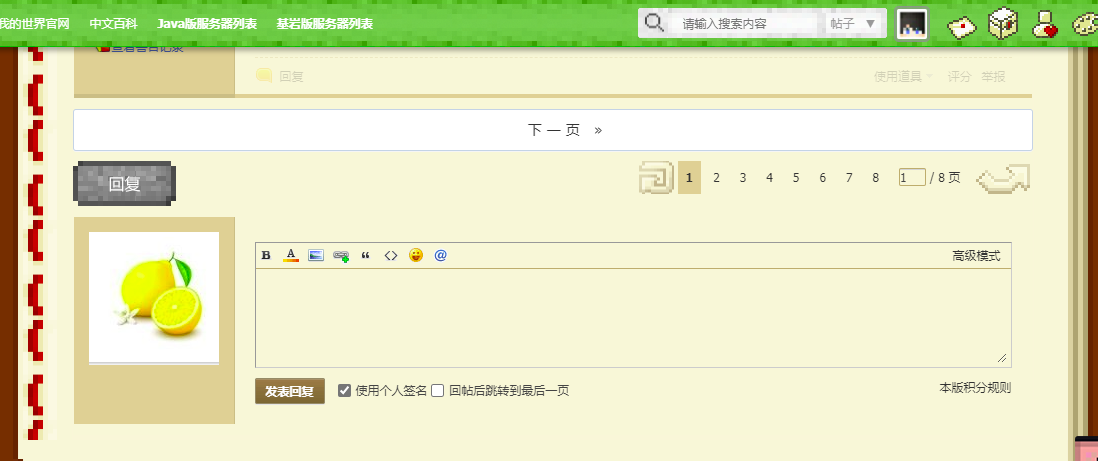 我的世界官网 中文百科 Java版服务器列表 基岩版服务器列表 请输入搜索内容 帖子 ▼
回复 使用道具 评分 举报
下一页 »
回复 1 2 3 4 5 6 7 8 1 / 8 页
B A “ <> @ 高级模式
发表回复 使用个人签名 回帖后跳转到最后一页 本版积分规则